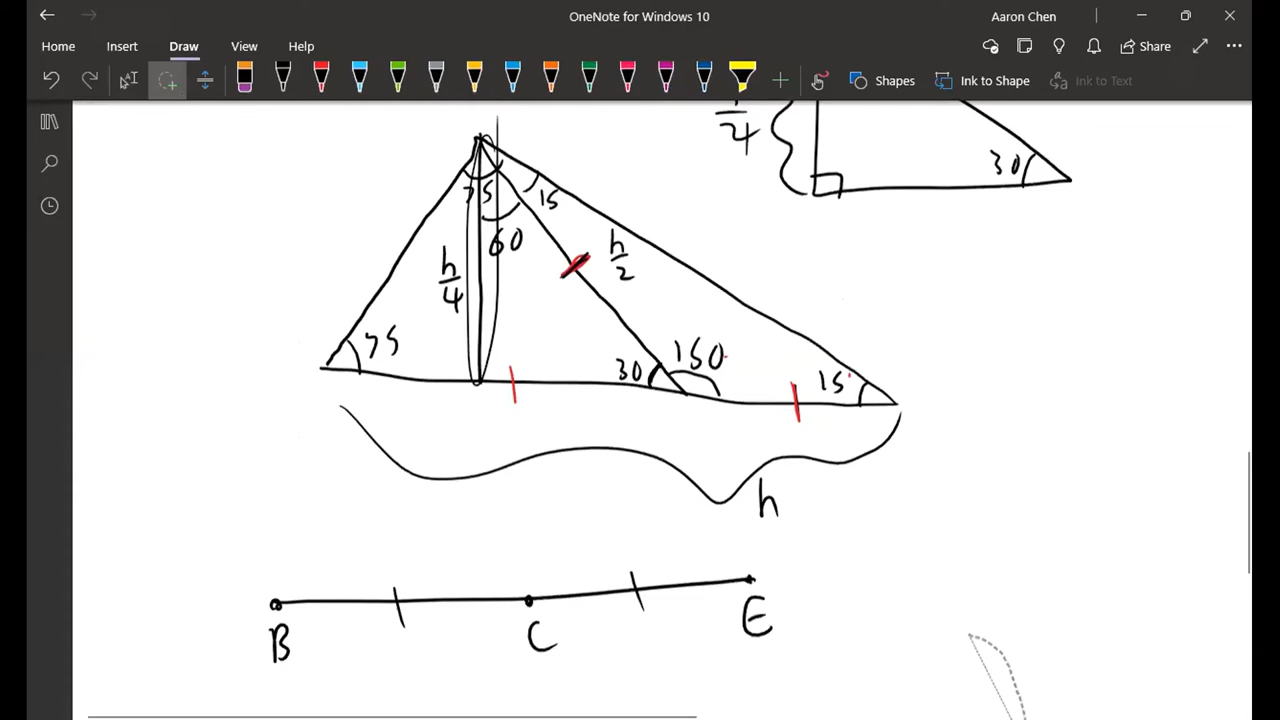 OneNote for Windows 10
Aaron Chen
Home Insert Draw View Help
Share
Shapes
Ink to Shape
Ink to Text
4
30
75
15
60
h/4
h/2
75
30
150
15
h
B
C
E